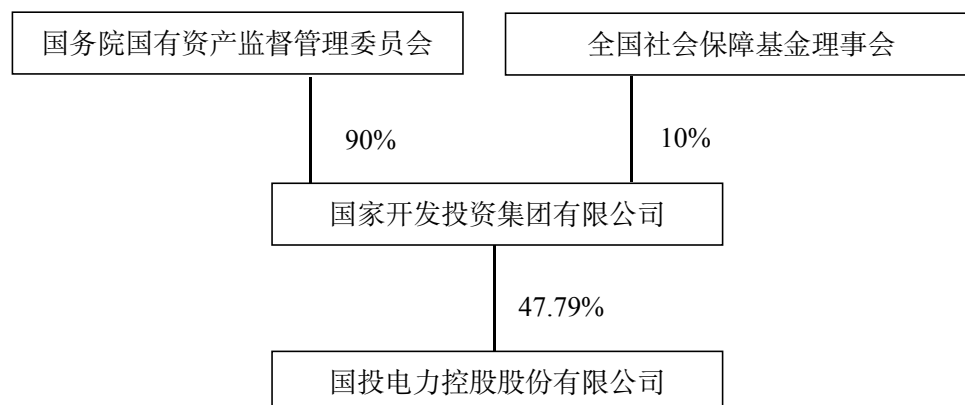 国务院国有资产监督管理委员会
全国社会保障基金理事会
90%
10%
国家开发投资集团有限公司
47.79%
国投电力控股股份有限公司